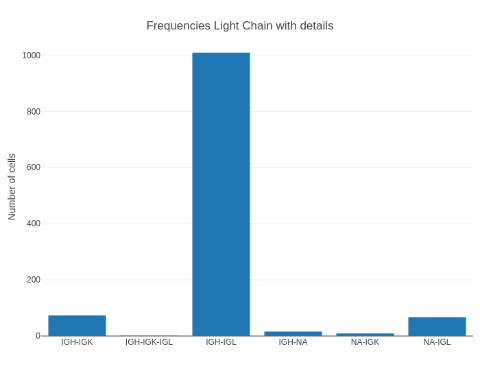 Frequencies Light Chain with details
Number of cells
1000
800
600
400
200
0
IGH-IGK
IGH-IGK-IGL
IGH-IGL
IGH-NA
NA-IGK
NA-IGL